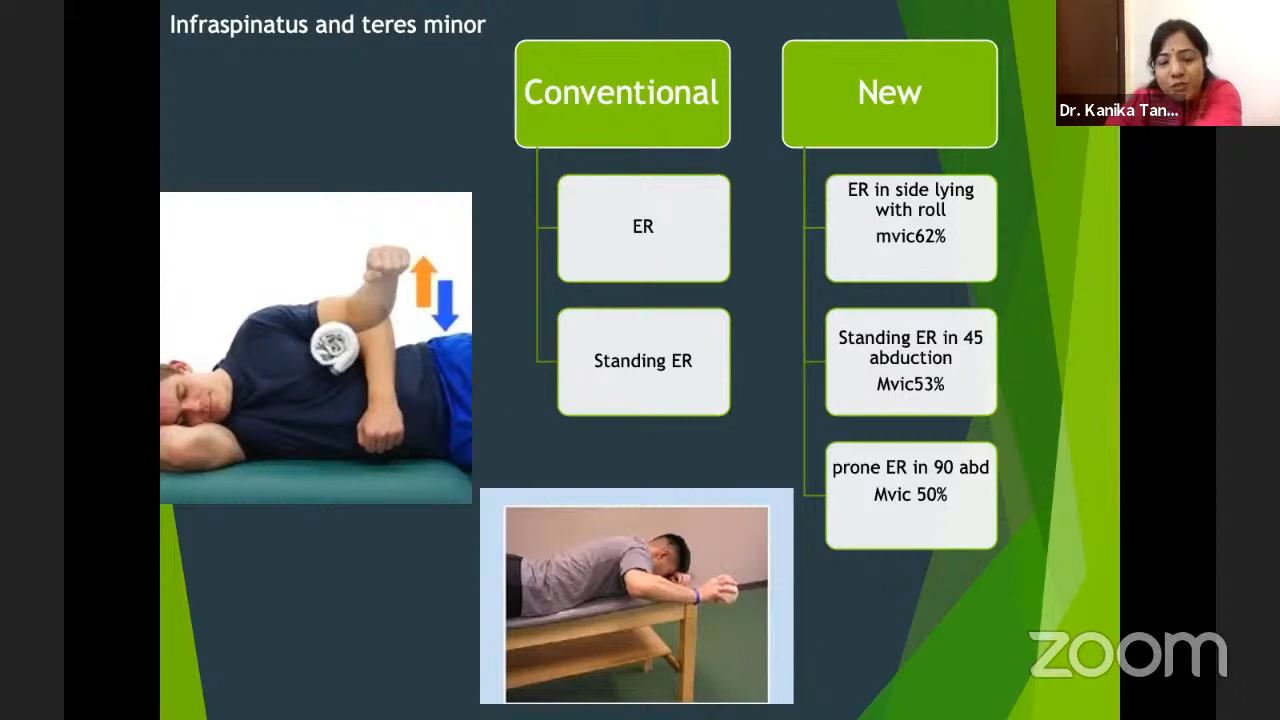 Infraspinatus and teres minor
Conventional
New
Dr. Kanika Tan...
ER
ER in side lying
with roll
mvic62%
Standing ER
Standing ER in 45
abduction
Mvic53%
prone ER in 90 abd
Mvic 50%
zoom